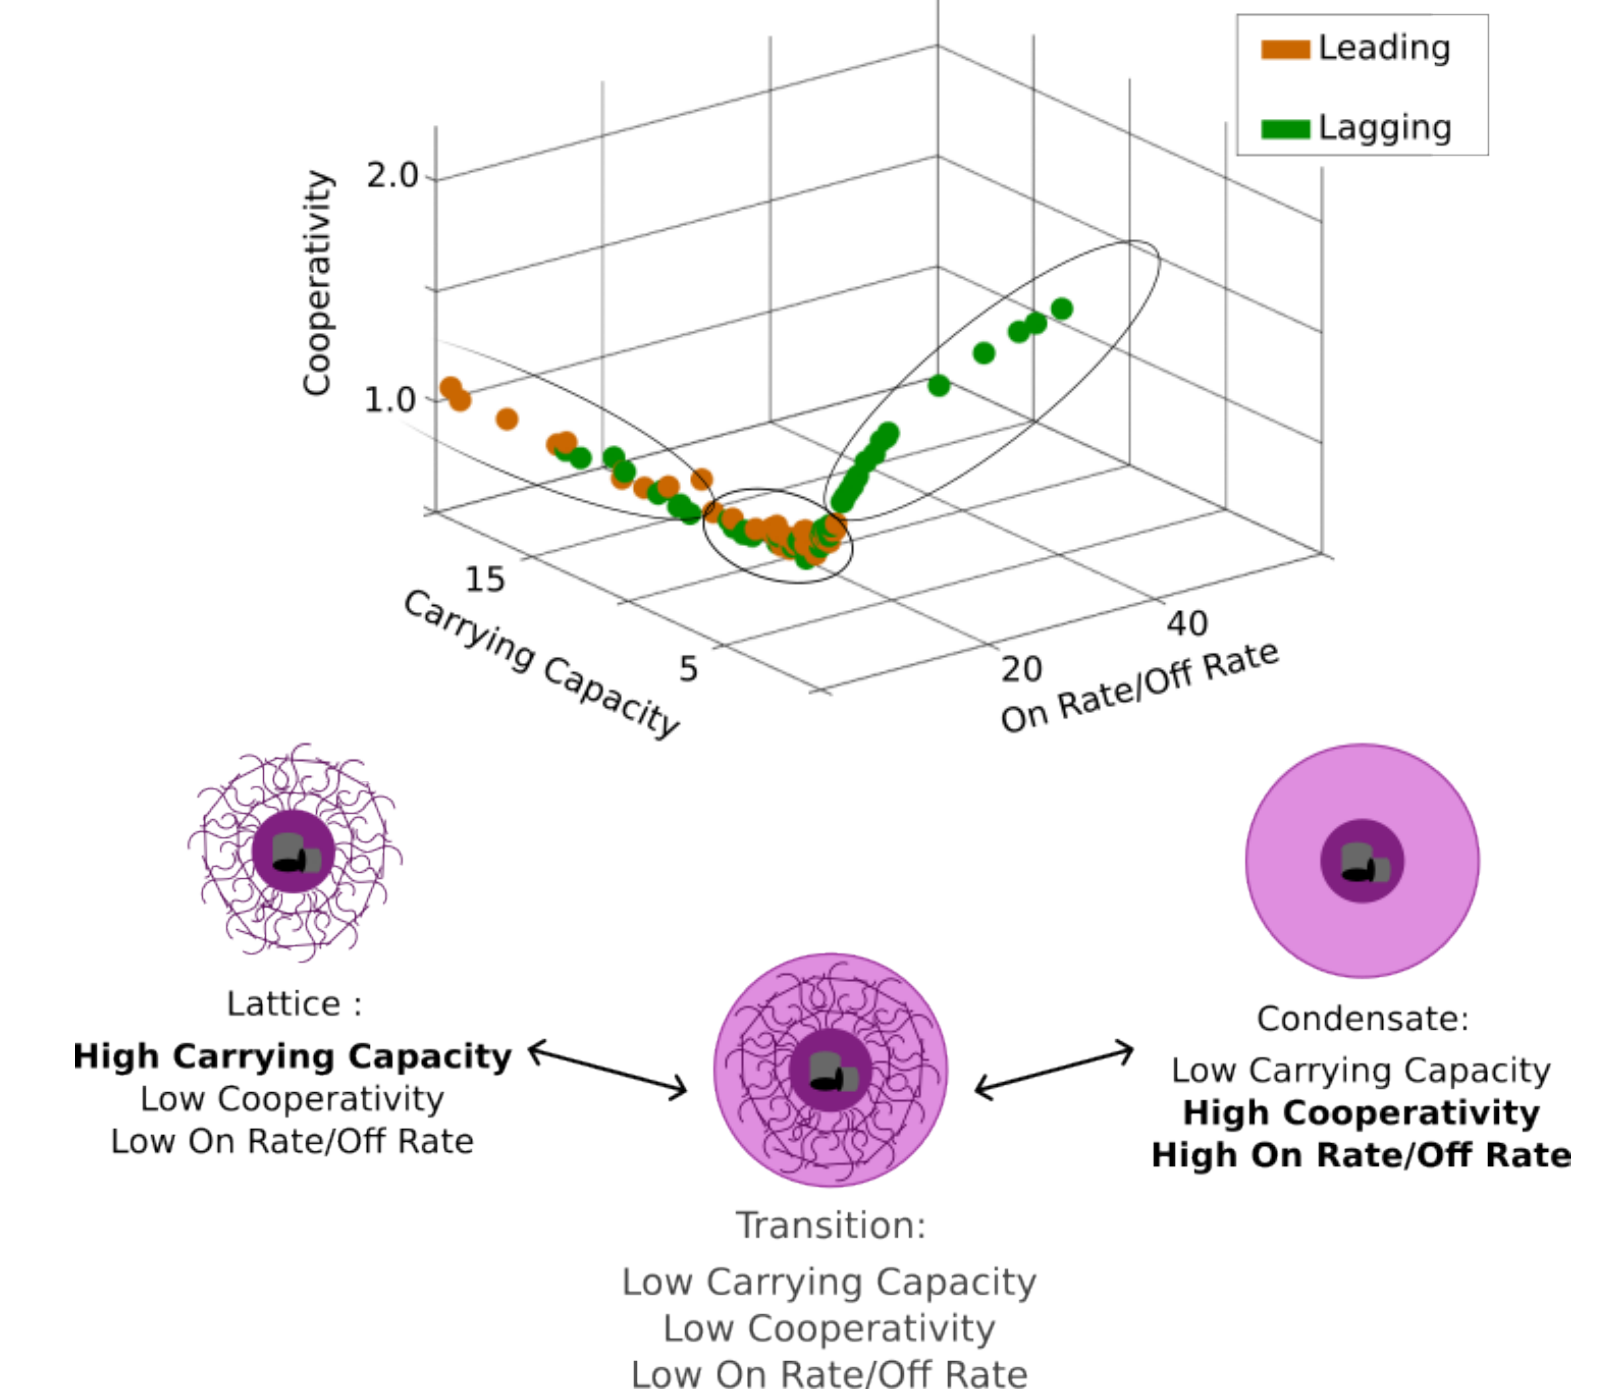 Leading
Lagging
Cooperativity
2.0
1.0
15
5
Carrying Capacity
20
40
On Rate/Off Rate
Lattice :
High Carrying Capacity
Low Cooperativity
Low On Rate/Off Rate
Condensate:
Low Carrying Capacity
High Cooperativity
High On Rate/Off Rate
Transition:
Low Carrying Capacity
Low Cooperativity
Low On Rate/Off Rate